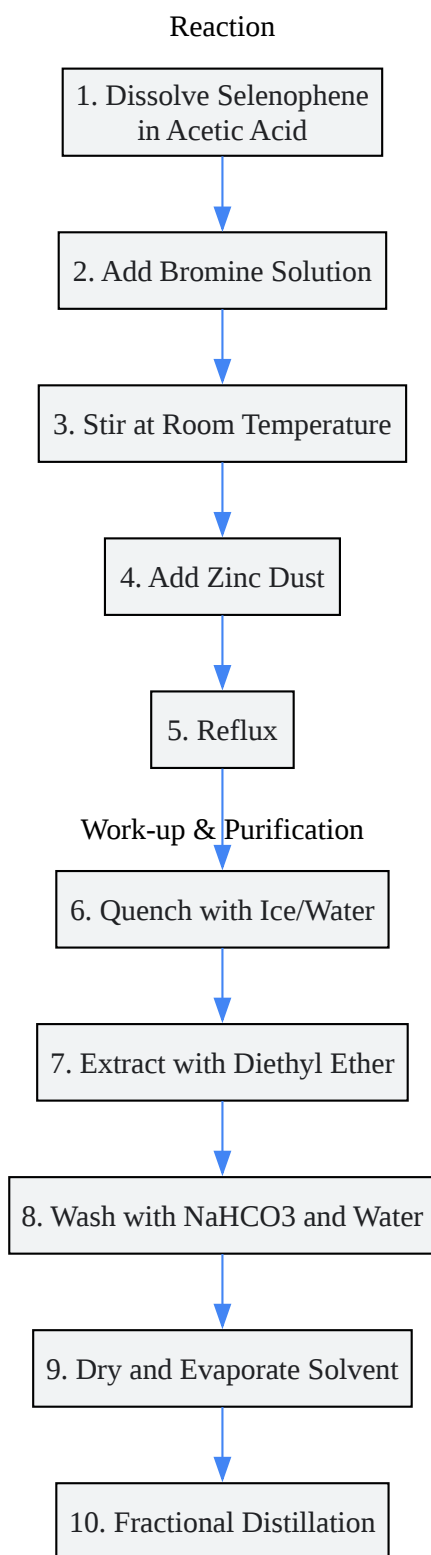 Reaction
1. Dissolve Selenophene
in Acetic Acid
2. Add Bromine Solution
3. Stir at Room Temperature
4. Add Zinc Dust
5. Reflux
Work-up & Purification
6. Quench with Ice/Water
7. Extract with Diethyl Ether
8. Wash with NaHCO3 and Water
9. Dry and Evaporate Solvent
10. Fractional Distillation